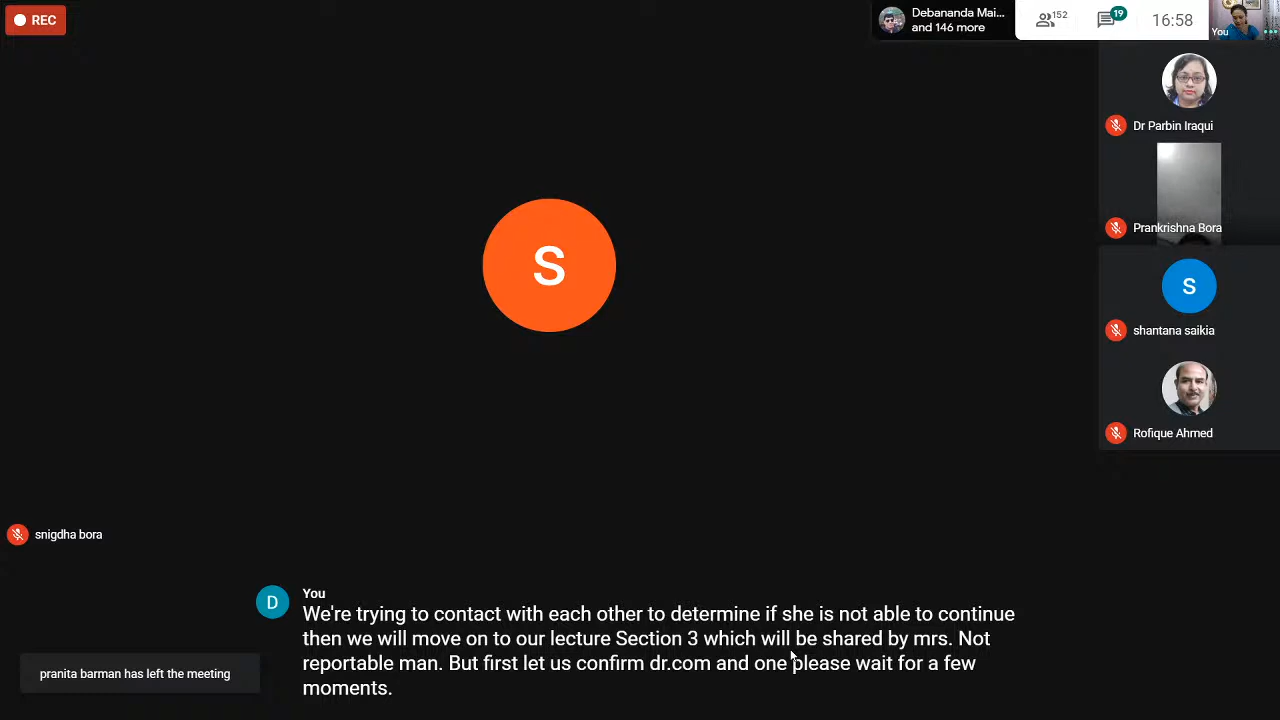 REC
Debananda Mai...
and 146 more
152
19
16:58
You
Dr Parbin Iraqui
Prankrishna Bora
S
S
shantana saikia
Rofique Ahmed
snigdha bora
D
You
We're trying to contact with each other to determine if she is not able to continue
then we will move on to our lecture Section 3 which will be shared by mrs. Not
reportable man. But first let us confirm dr.com and one please wait for a few
moments.
pranita barman has left the meeting